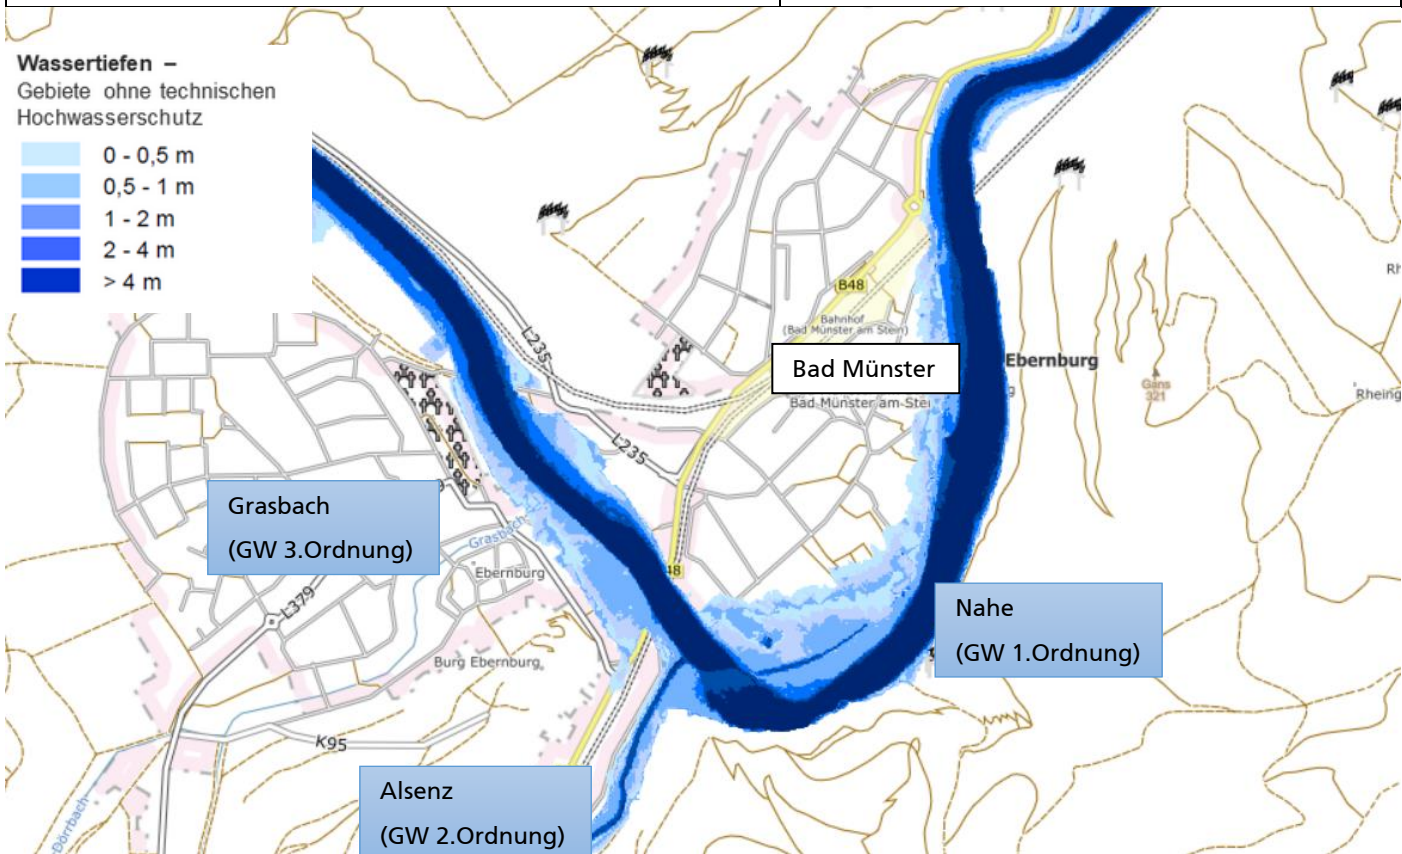 Wassertiefen –
Gebiete ohne technischen
Hochwasserschutz
0 - 0,5 m
0,5 - 1 m
1 - 2 m
2 - 4 m
> 4 m
B48
Bahnhof
(Bad Münster am Stein)
L235
Bad Münster
Ebernburg
Gans
321
Rheing
Bad Münster am Stei
L235
Grasbach
(GW 3.Ordnung)
Grasbach
Ebernburg
48
L379
Nahe
(GW 1.Ordnung)
Burg Ebernburg
K95
Alsenz
(GW 2.Ordnung)
Dörrbach